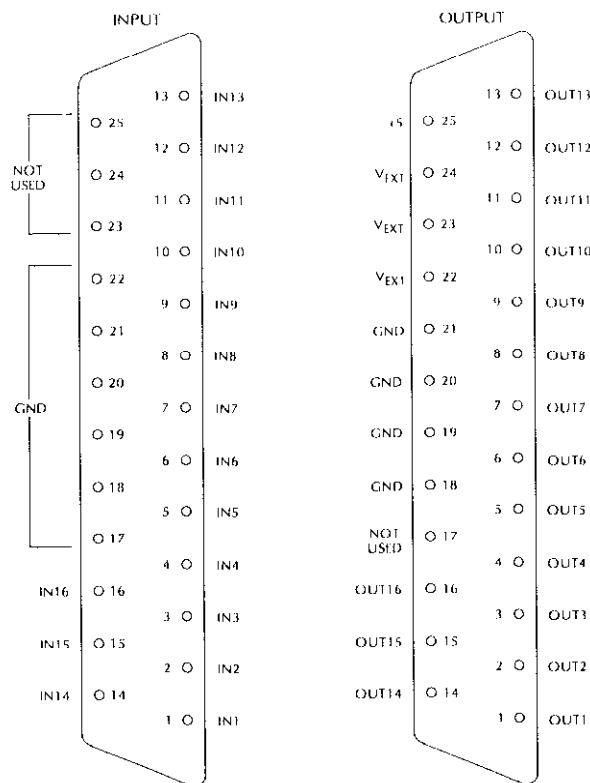 INPUT
13 IN13
25
12 IN12
NOT
USED
24
11 IN11
23
10 IN10
22
9 IN9
21
8 IN8
20
GND
7 IN7
19
6 IN6
18
5 IN5
17
4 IN4
IN16 16
3 IN3
IN15 15
2 IN2
IN14 14
1 IN1
OUTPUT
13 OUT13
+5 25
12 OUT12
VEXT 24
11 OUT11
VEXT 23
10 OUT10
VEXT 22
9 OUT9
GND 21
8 OUT8
GND 20
7 OUT7
GND 19
6 OUT6
GND 18
5 OUT5
NOT
USED
17
4 OUT4
OUT16 16
3 OUT3
OUT15 15
2 OUT2
OUT14 14
1 OUT1